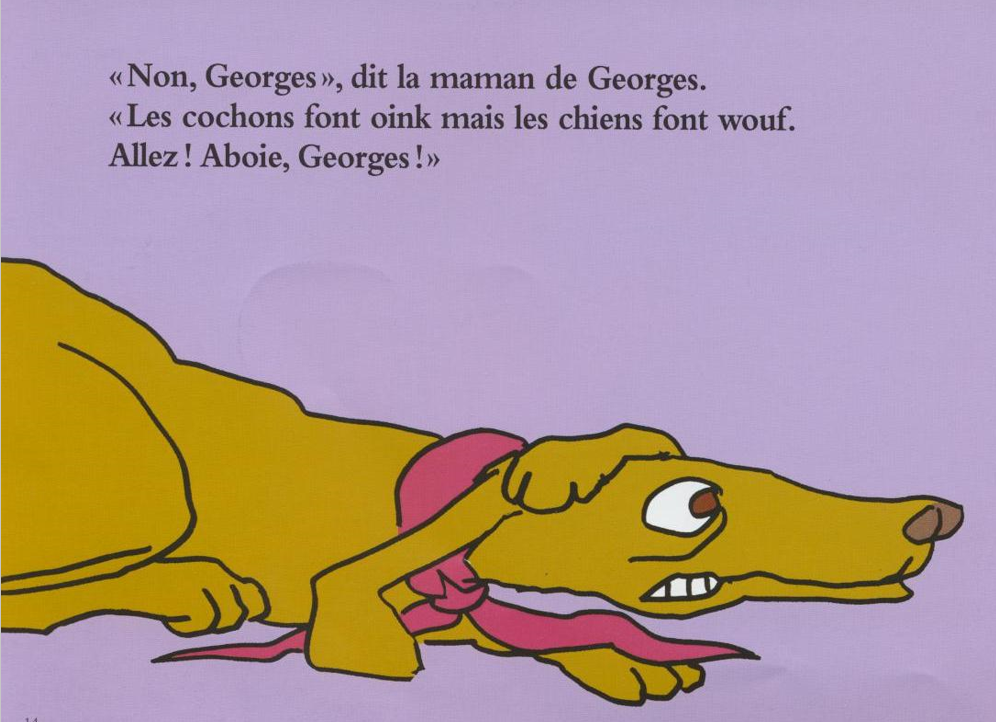 «Non, Georges», dit la maman de Georges.
«Les cochons font oink mais les chiens font wouf.
Allez! Aboie, Georges!»